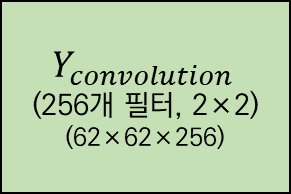 Y_convolution
(256개 필터, 2×2)
(62×62×256)